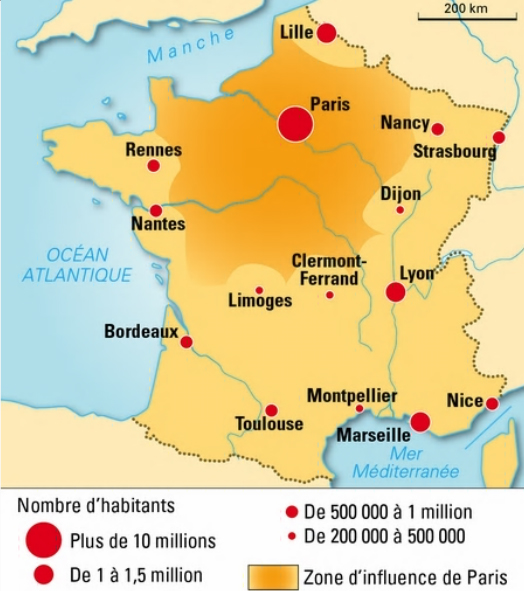 200 km
Manche
Lille
Paris
Nancy
Strasbourg
Rennes
Dijon
Nantes
OCÉAN
ATLANTIQUE
Clermont-
Ferrand
Lyon
Limoges
Bordeaux
Montpellier
Nice
Toulouse
Marseille
Mer
Méditerranée
Nombre d'habitants
Plus de 10 millions
De 1 à 1,5 million
De 500 000 à 1 million
De 200 000 à 500 000
Zone d'influence de Paris